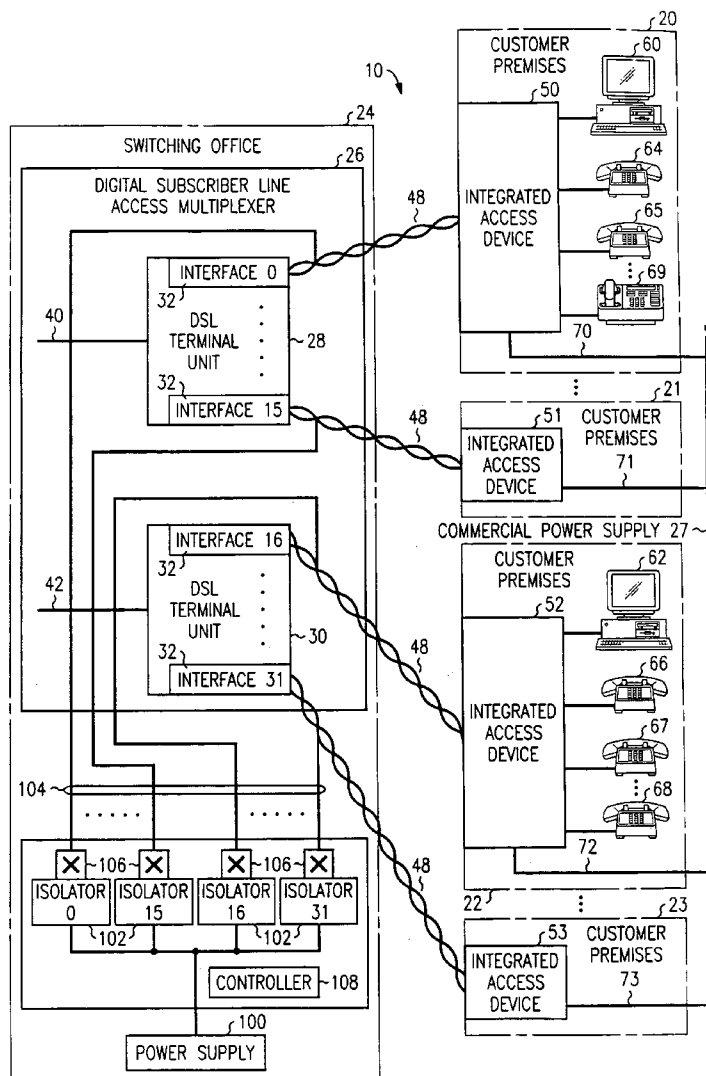 10
24
SWITCHING OFFICE
26
DIGITAL SUBSCRIBER LINE
ACCESS MULTIPLEXER
INTERFACE 0
32
DSL
TERMINAL
UNIT
28
40
32
INTERFACE 15
INTERFACE 16
32
DSL
TERMINAL
UNIT
30
42
32
INTERFACE 31
104
106
106
ISOLATOR
0
ISOLATOR
15
ISOLATOR
16
ISOLATOR
31
102
102
CONTROLLER
108
100
POWER SUPPLY
48
48
48
48
20
CUSTOMER
PREMISES
60
50
INTEGRATED
ACCESS
DEVICE
64
65
69
70
21
51
CUSTOMER
PREMISES
INTEGRATED
ACCESS
DEVICE
71
COMMERCIAL POWER SUPPLY 27
CUSTOMER
PREMISES
62
52
INTEGRATED
ACCESS
DEVICE
66
67
68
72
22
23
53
CUSTOMER
PREMISES
INTEGRATED
ACCESS
DEVICE
73